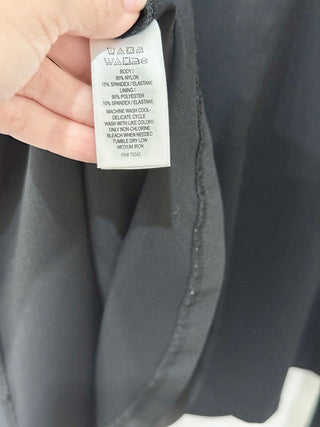 BODY:
85% NYLON
15% SPANDEX / ELASTANE
LINING:
90% POLYESTER
10% SPANDEX / ELASTANE
MACHINE WASH COOL-
DELICATE CYCLE
WASH WITH LIKE COLORS
ONLY NON-CHLORINE
BLEACH WHEN NEEDED
TUMBLE DRY LOW
MEDIUM IRON